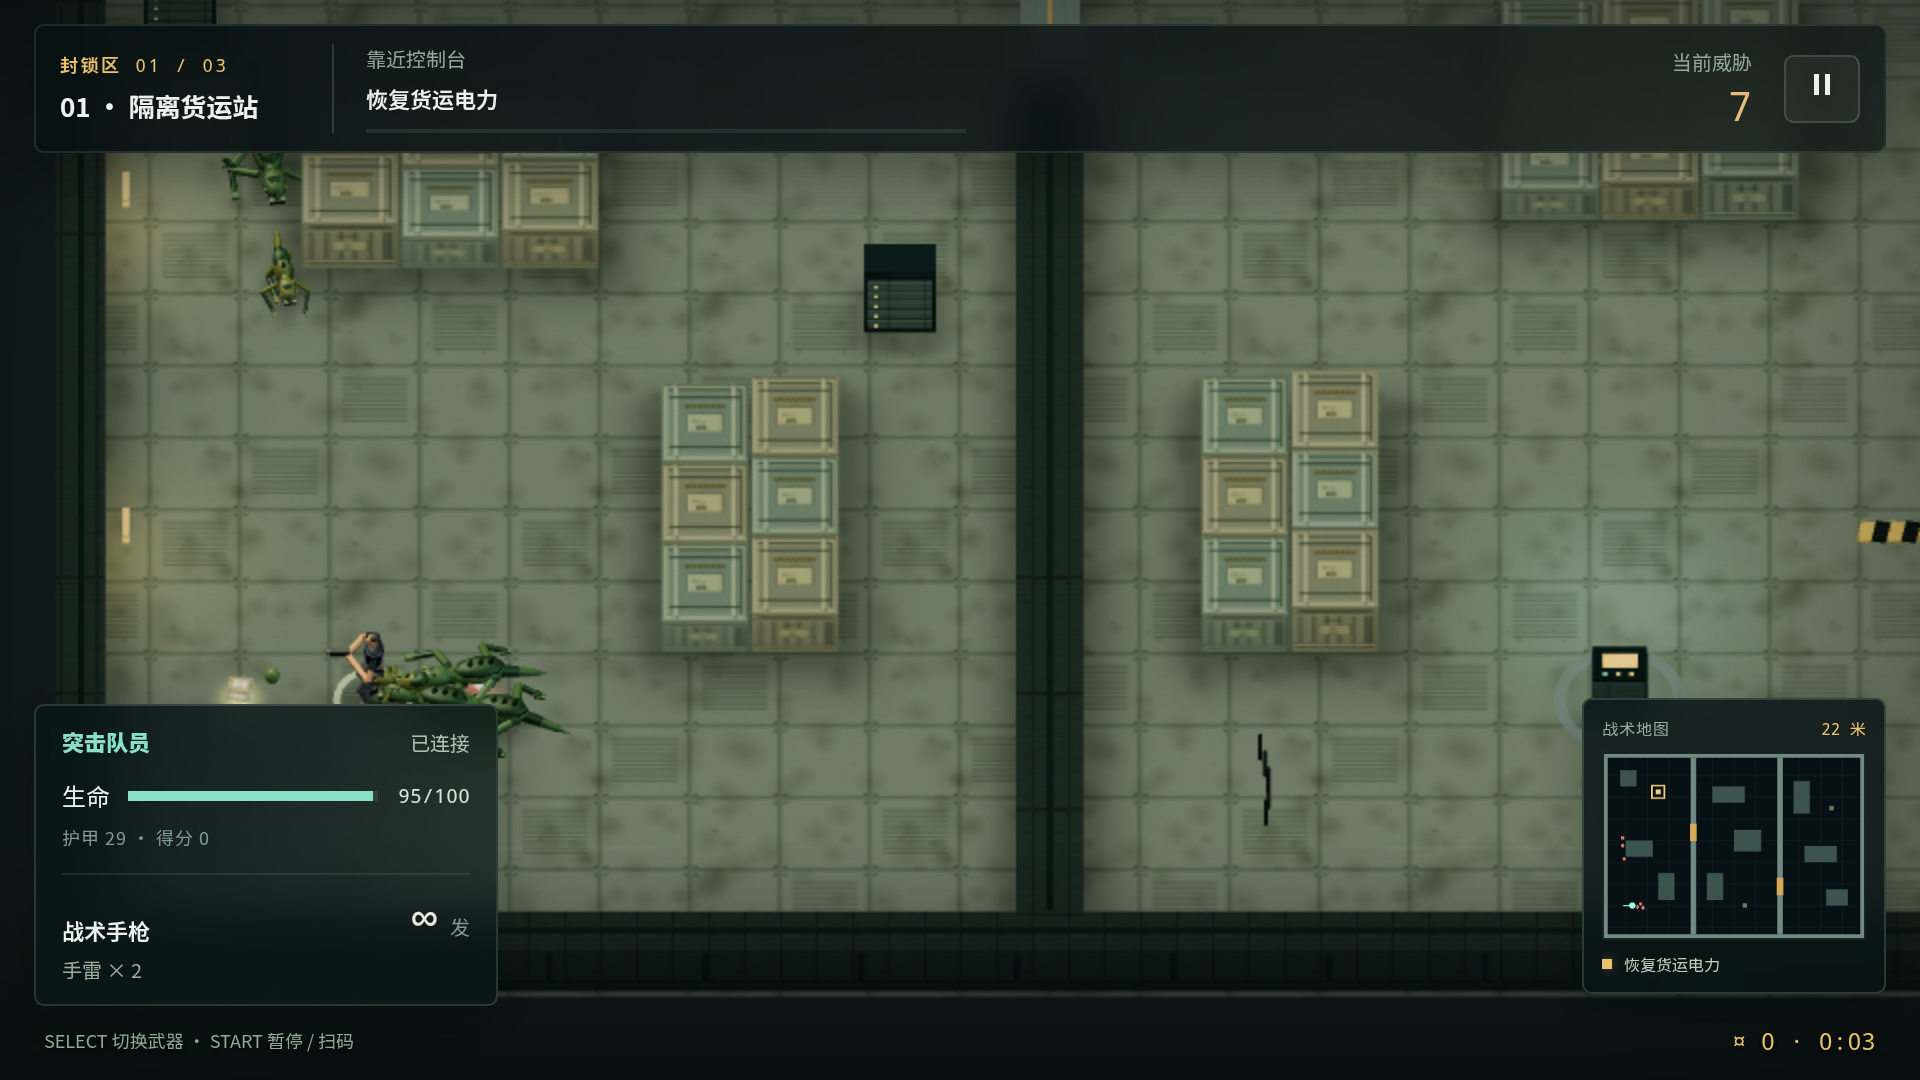 封锁区 01 / 03
01 · 隔离货运站
靠近控制台
恢复货运电力
当前威胁
7
突击队员
已连接
生命
95/100
护甲 29 · 得分 0
战术手枪
∞ 发
手雷 × 2
战术地图
22 米
恢复货运电力
SELECT 切换武器 · START 暂停 / 扫码
¤ 0 · 0:03